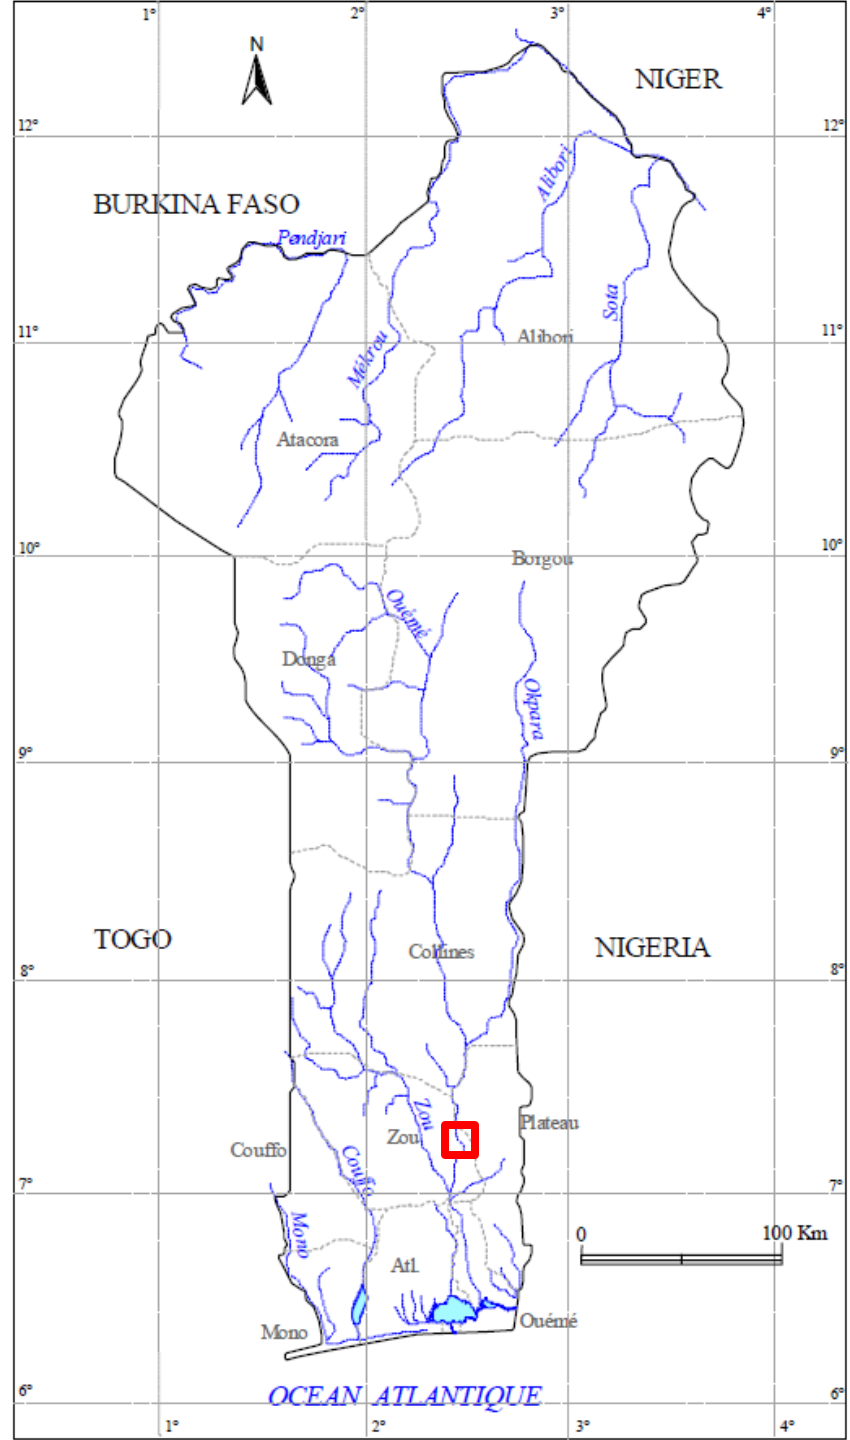 1° 2° 3° 4°
N
NIGER
12° 12°
Alibori
BURKINA FASO
Pendjari
Sota
11° 11°
Alibori
Mékrou
Atacora
10° 10°
Borgou
Ouémé
Donga
Okpara
9° 9°
TOGO
NIGERIA
Collines
8° 8°
Zou
Plateau
Zou
Couffo
Couffo
7° 7°
Mono
0 100 Km
Atl.
Ouémé
Mono
OCEAN ATLANTIQUE
6° 6°
1° 2° 3° 4°